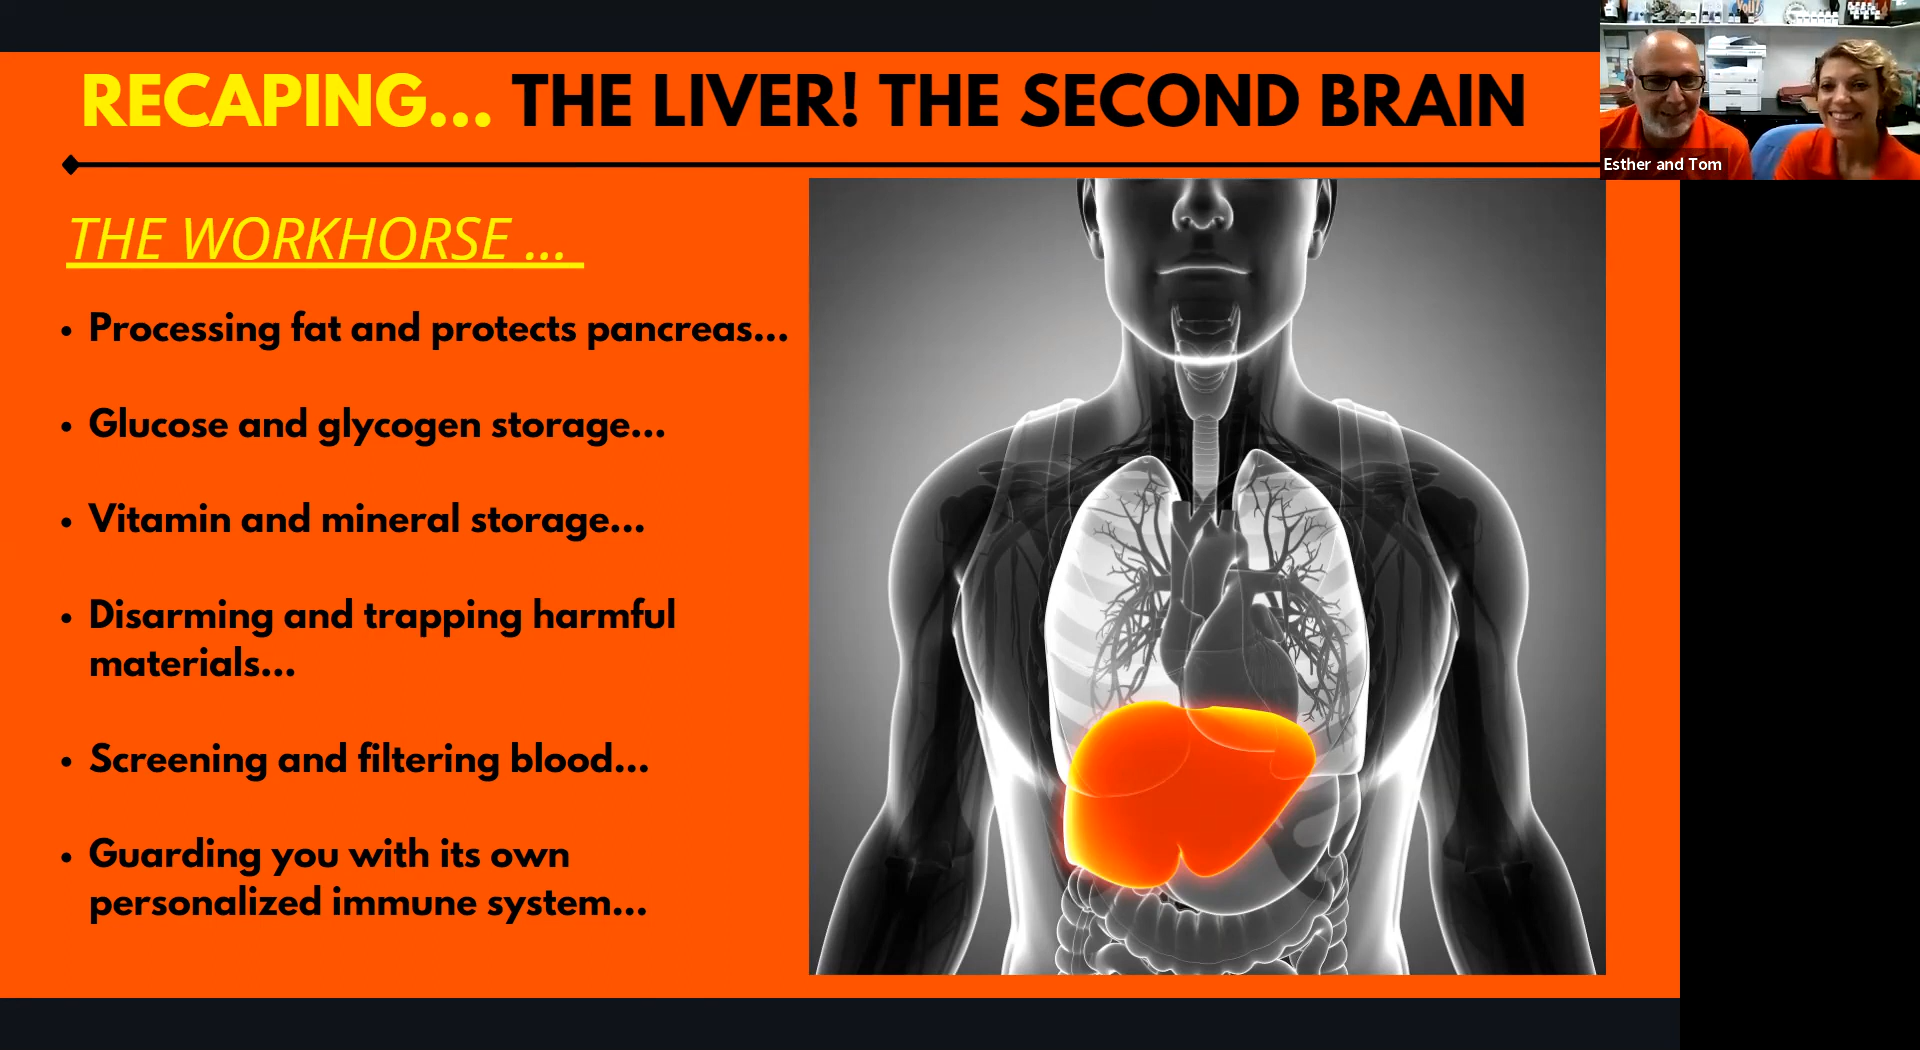 RECAPING... THE LIVER! THE SECOND BRAIN
Esther and Tom
THE WORKHORSE ...
• Processing fat and protects pancreas...
• Glucose and glycogen storage...
• Vitamin and mineral storage...
• Disarming and trapping harmful
materials...
• Screening and filtering blood...
• Guarding you with its own
personalized immune system...